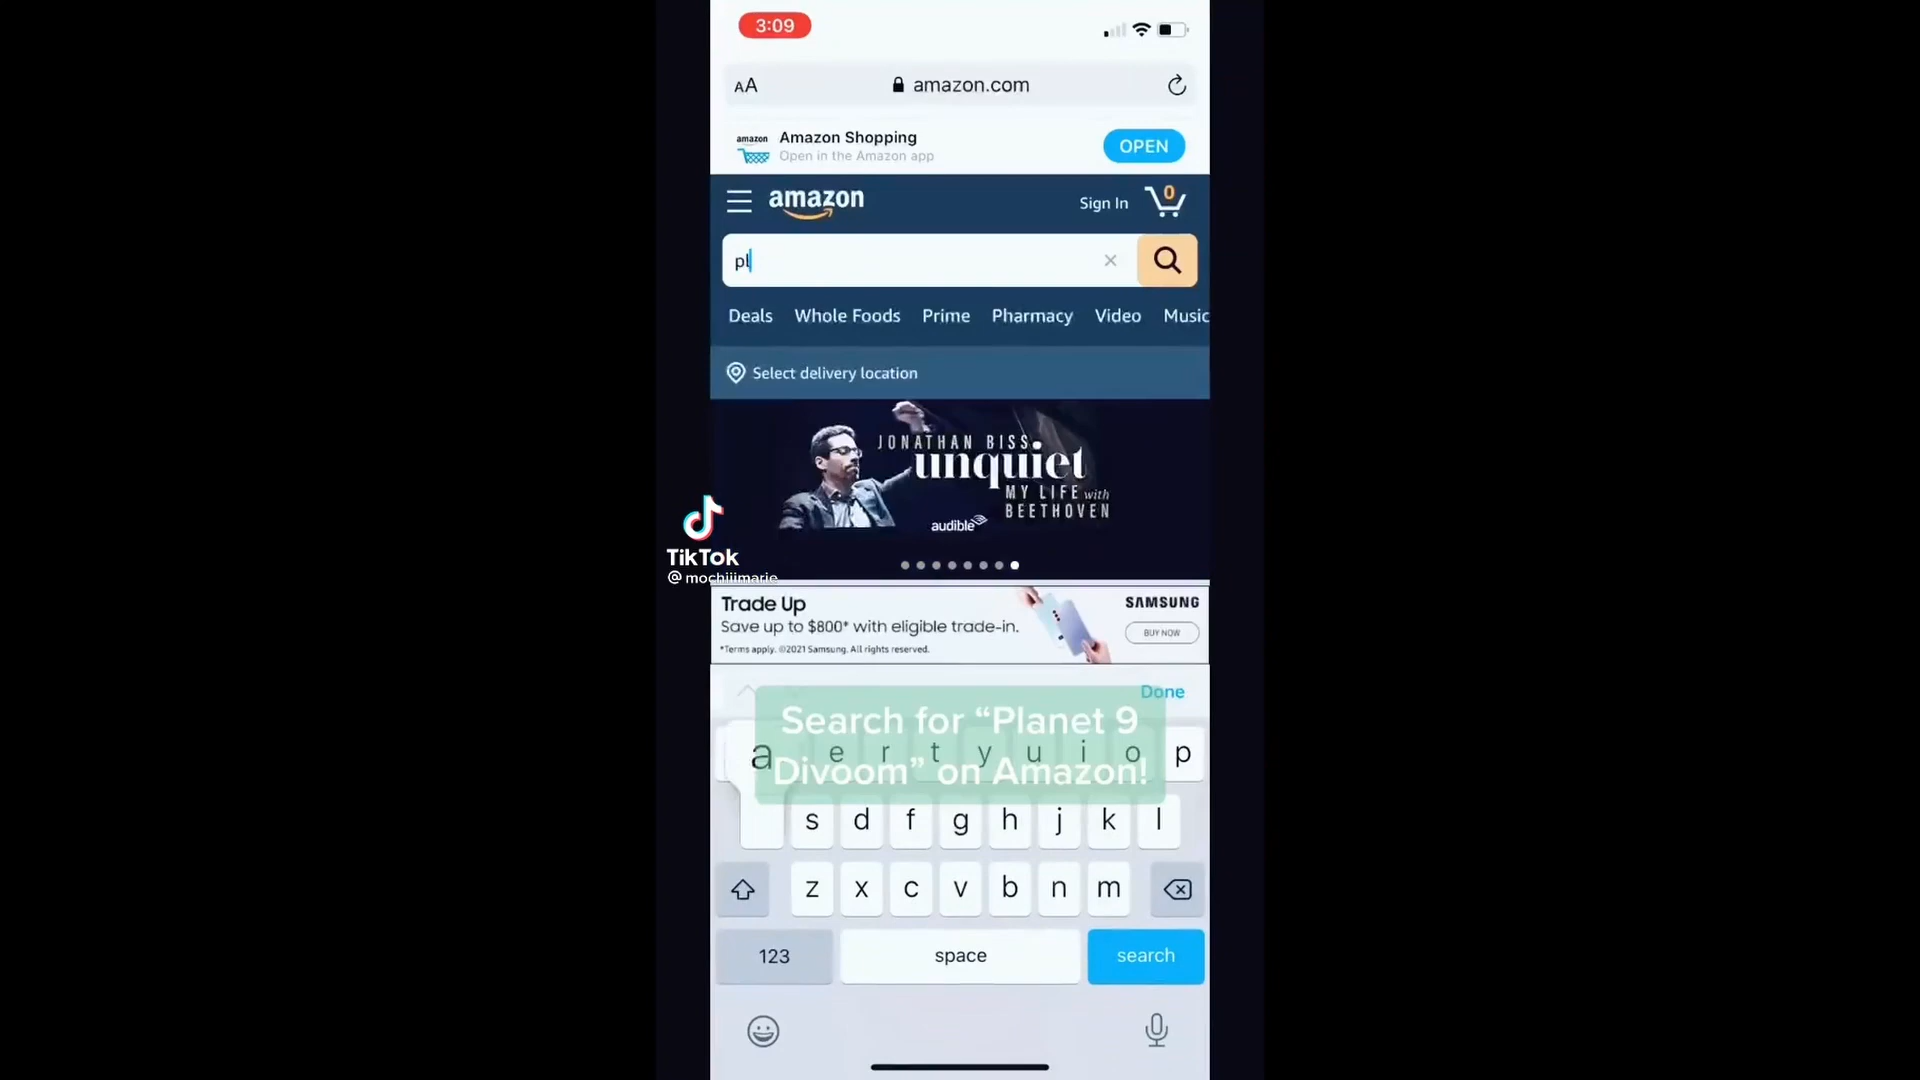 3:09
AA amazon.com
amazon
Amazon Shopping
Open in the Amazon app
OPEN
amazon
Sign In
0
pl
Deals Whole Foods Prime Pharmacy Video Music
Select delivery location
JONATHAN BISS
unquiet
MY LIFE with
BEETHOVEN
audible
TikTok
@mochiiimarie
Trade Up
Save up to $800* with eligible trade-in.
*Terms apply. ©2021 Samsung. All rights reserved.
SAMSUNG
BUY NOW
Done
Search for “Planet 9
Divoom” on Amazon!
a e r t y u i o p
s d f g h j k l
z x c v b n m
123 space search